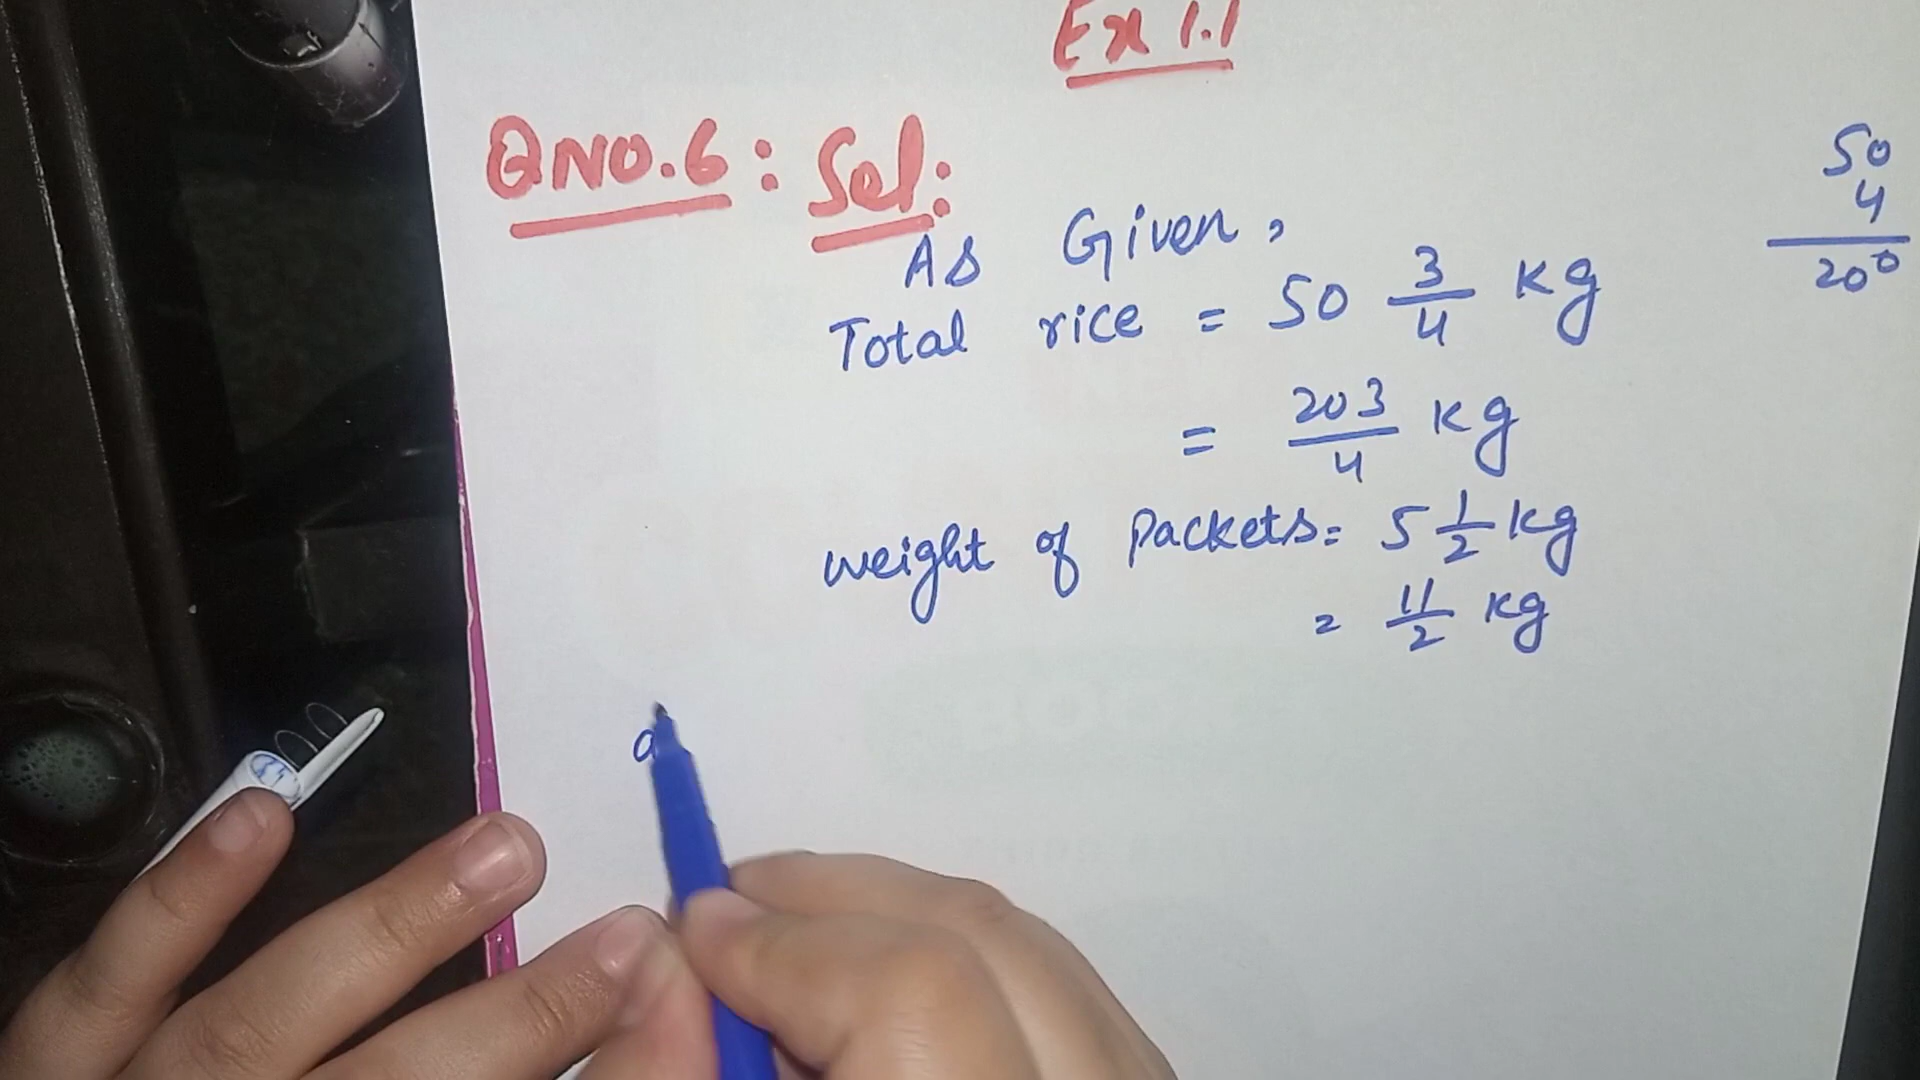 Ex 1.1
QNO.6 : Sol:
As Given,
Total rice = 50 3/4 kg
= 203/4 kg
weight of Packets = 5 1/2 kg
= 11/2 kg
50
4
200